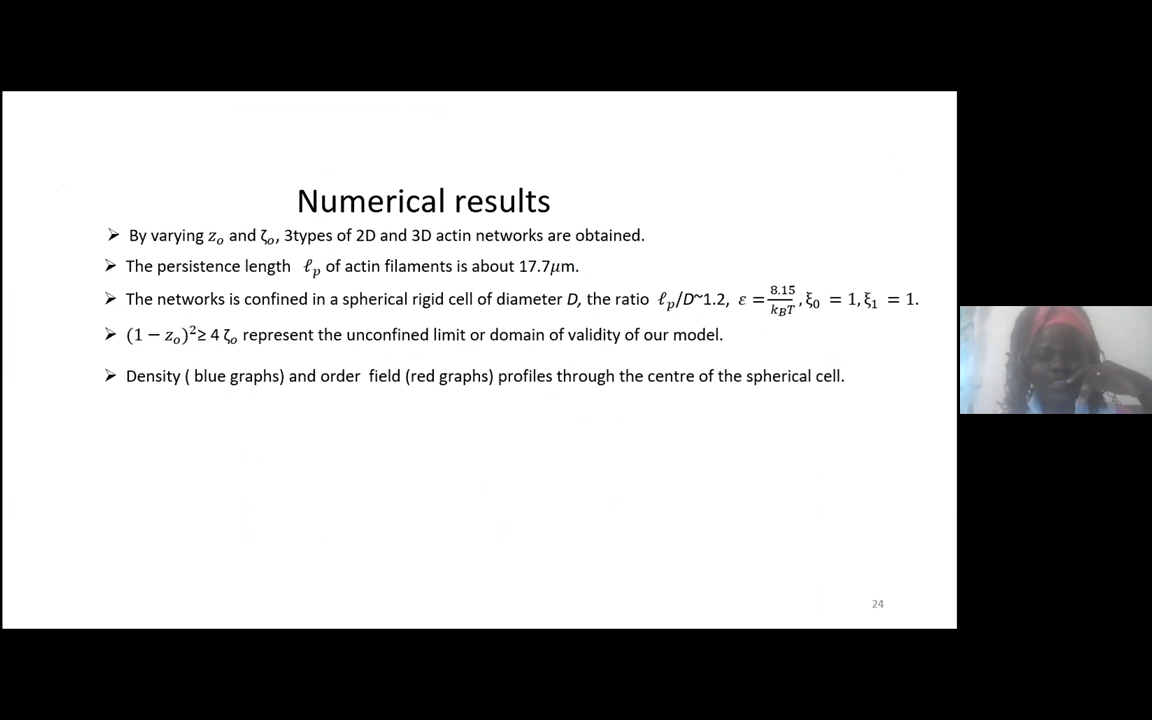 Numerical results
➢ By varying 𝑧ₒ and ζₒ, 3types of 2D and 3D actin networks are obtained.
➢ The persistence length ℓₚ of actin filaments is about 17.7𝜇m.
➢ The networks is confined in a spherical rigid cell of diameter D, the ratio ℓₚ/D~1.2, 𝜀 = 8.15/k_BT, ξ₀ = 1, ξ₁ = 1.
➢ (1 − 𝑧ₒ)²≥ 4 ζₒ represent the unconfined limit or domain of validity of our model.
➢ Density ( blue graphs) and order field (red graphs) profiles through the centre of the spherical cell.
24